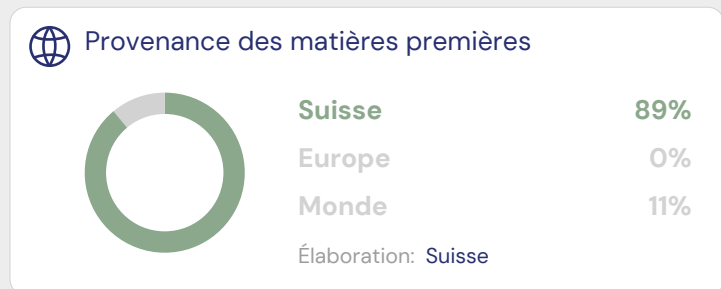 Provenance des matières premières
Suisse 89%
Europe 0%
Monde 11%
Élaboration: Suisse